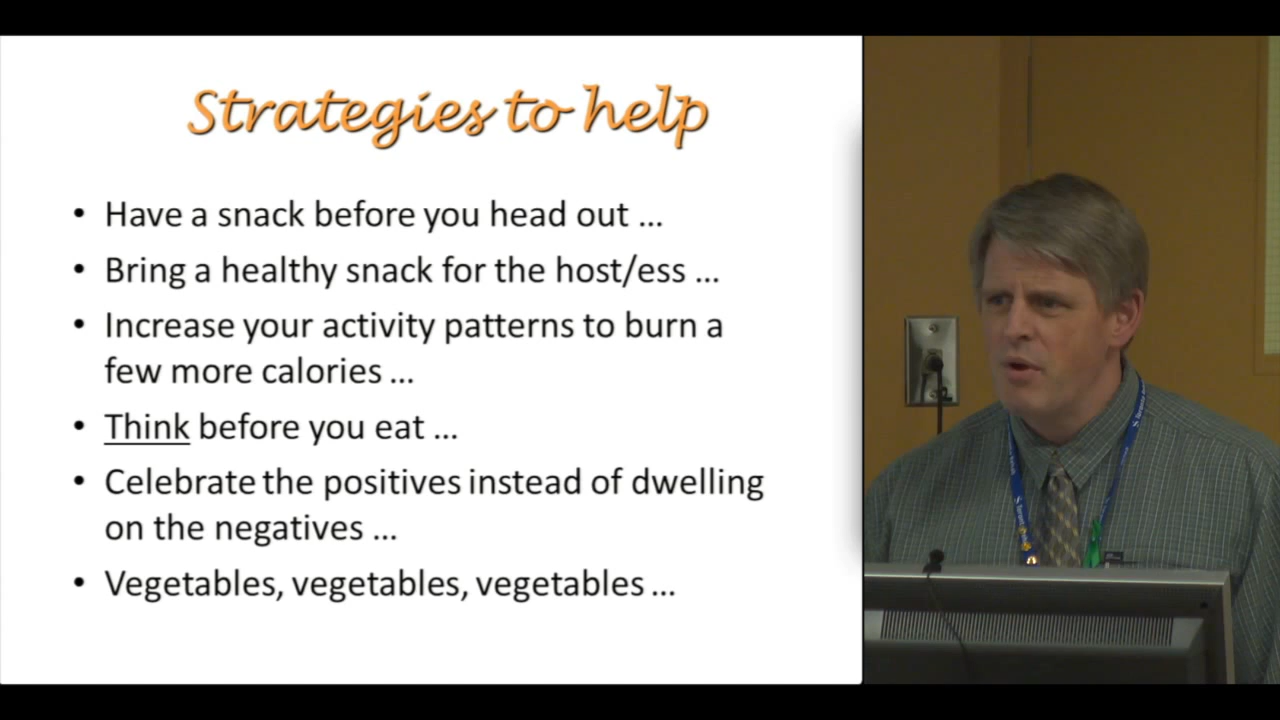 Strategies to help
• Have a snack before you head out ...
• Bring a healthy snack for the host/ess ...
• Increase your activity patterns to burn a
few more calories ...
• Think before you eat ...
• Celebrate the positives instead of dwelling
on the negatives ...
• Vegetables, vegetables, vegetables ...